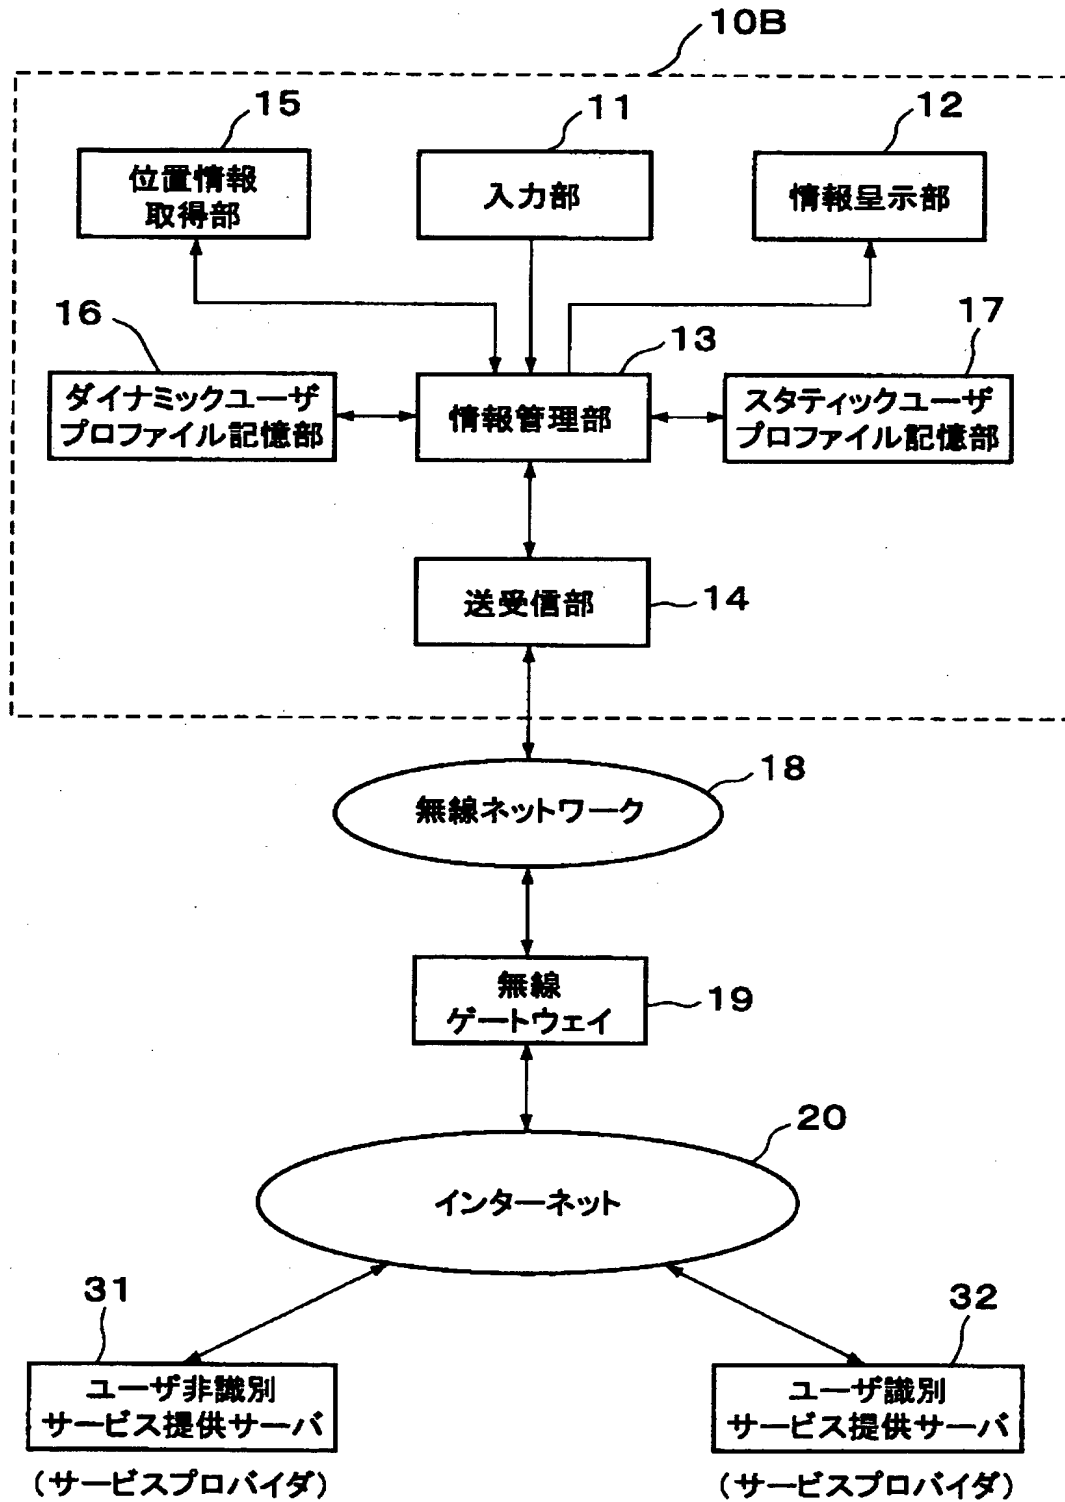 10B
15
11
12
位置情報
取得部
入力部
情報呈示部
16
13
17
ダイナミックユーザ
プロファイル記憶部
情報管理部
スタティックユーザ
プロファイル記憶部
送受信部
14
18
無線ネットワーク
無線
ゲートウェイ
19
20
インターネット
31
32
ユーザ非識別
サービス提供サーバ
ユーザ識別
サービス提供サーバ
(サービスプロバイダ)
(サービスプロバイダ)